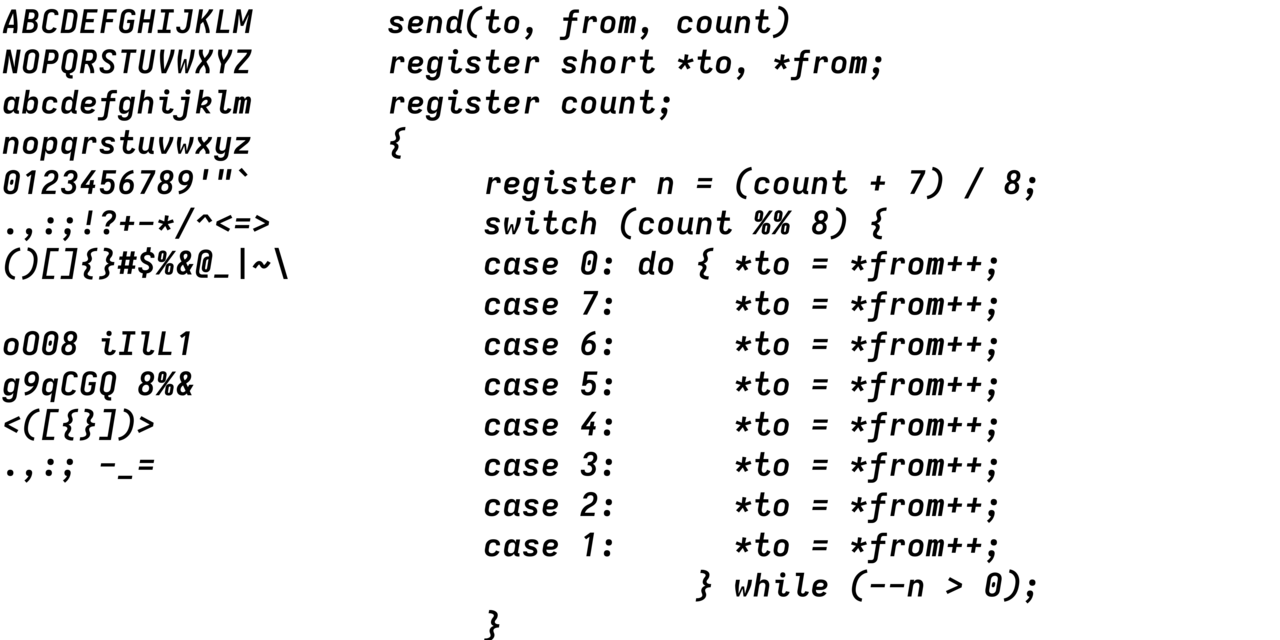 ABCDEFGHIJKLM send(to, from, count)
NOPQRSTUVWXYZ register short *to, *from;
abcdefghijklm register count;
nopqrstuvwxyz {
0123456789'"` register n = (count + 7) / 8;
.,:;!?+-*/^<=> switch (count %% 8) {
()[]{}#$%&@_|~\ case 0: do { *to = *from++;
case 7: *to = *from++;
oO08 iIlL1 case 6: *to = *from++;
g9qCGQ 8%& case 5: *to = *from++;
<([{}])> case 4: *to = *from++;
.,:; -_= case 3: *to = *from++;
case 2: *to = *from++;
case 1: *to = *from++;
} while (--n > 0);
}